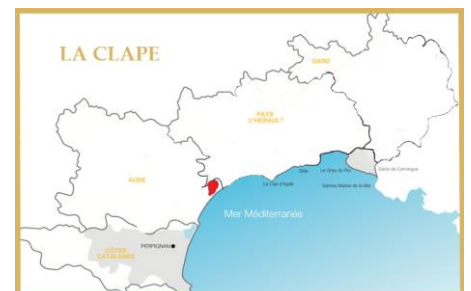 LA CLAPE
GARD
PAYS
D'HÉRAULT
AUDE
Sète
Le Grau du Roi
Salins de Camargue
Le Cap d'Agde
Saintes Maries de la Mer
Mer Méditerranée
PERPIGNAN
CÔTES
CATALANES